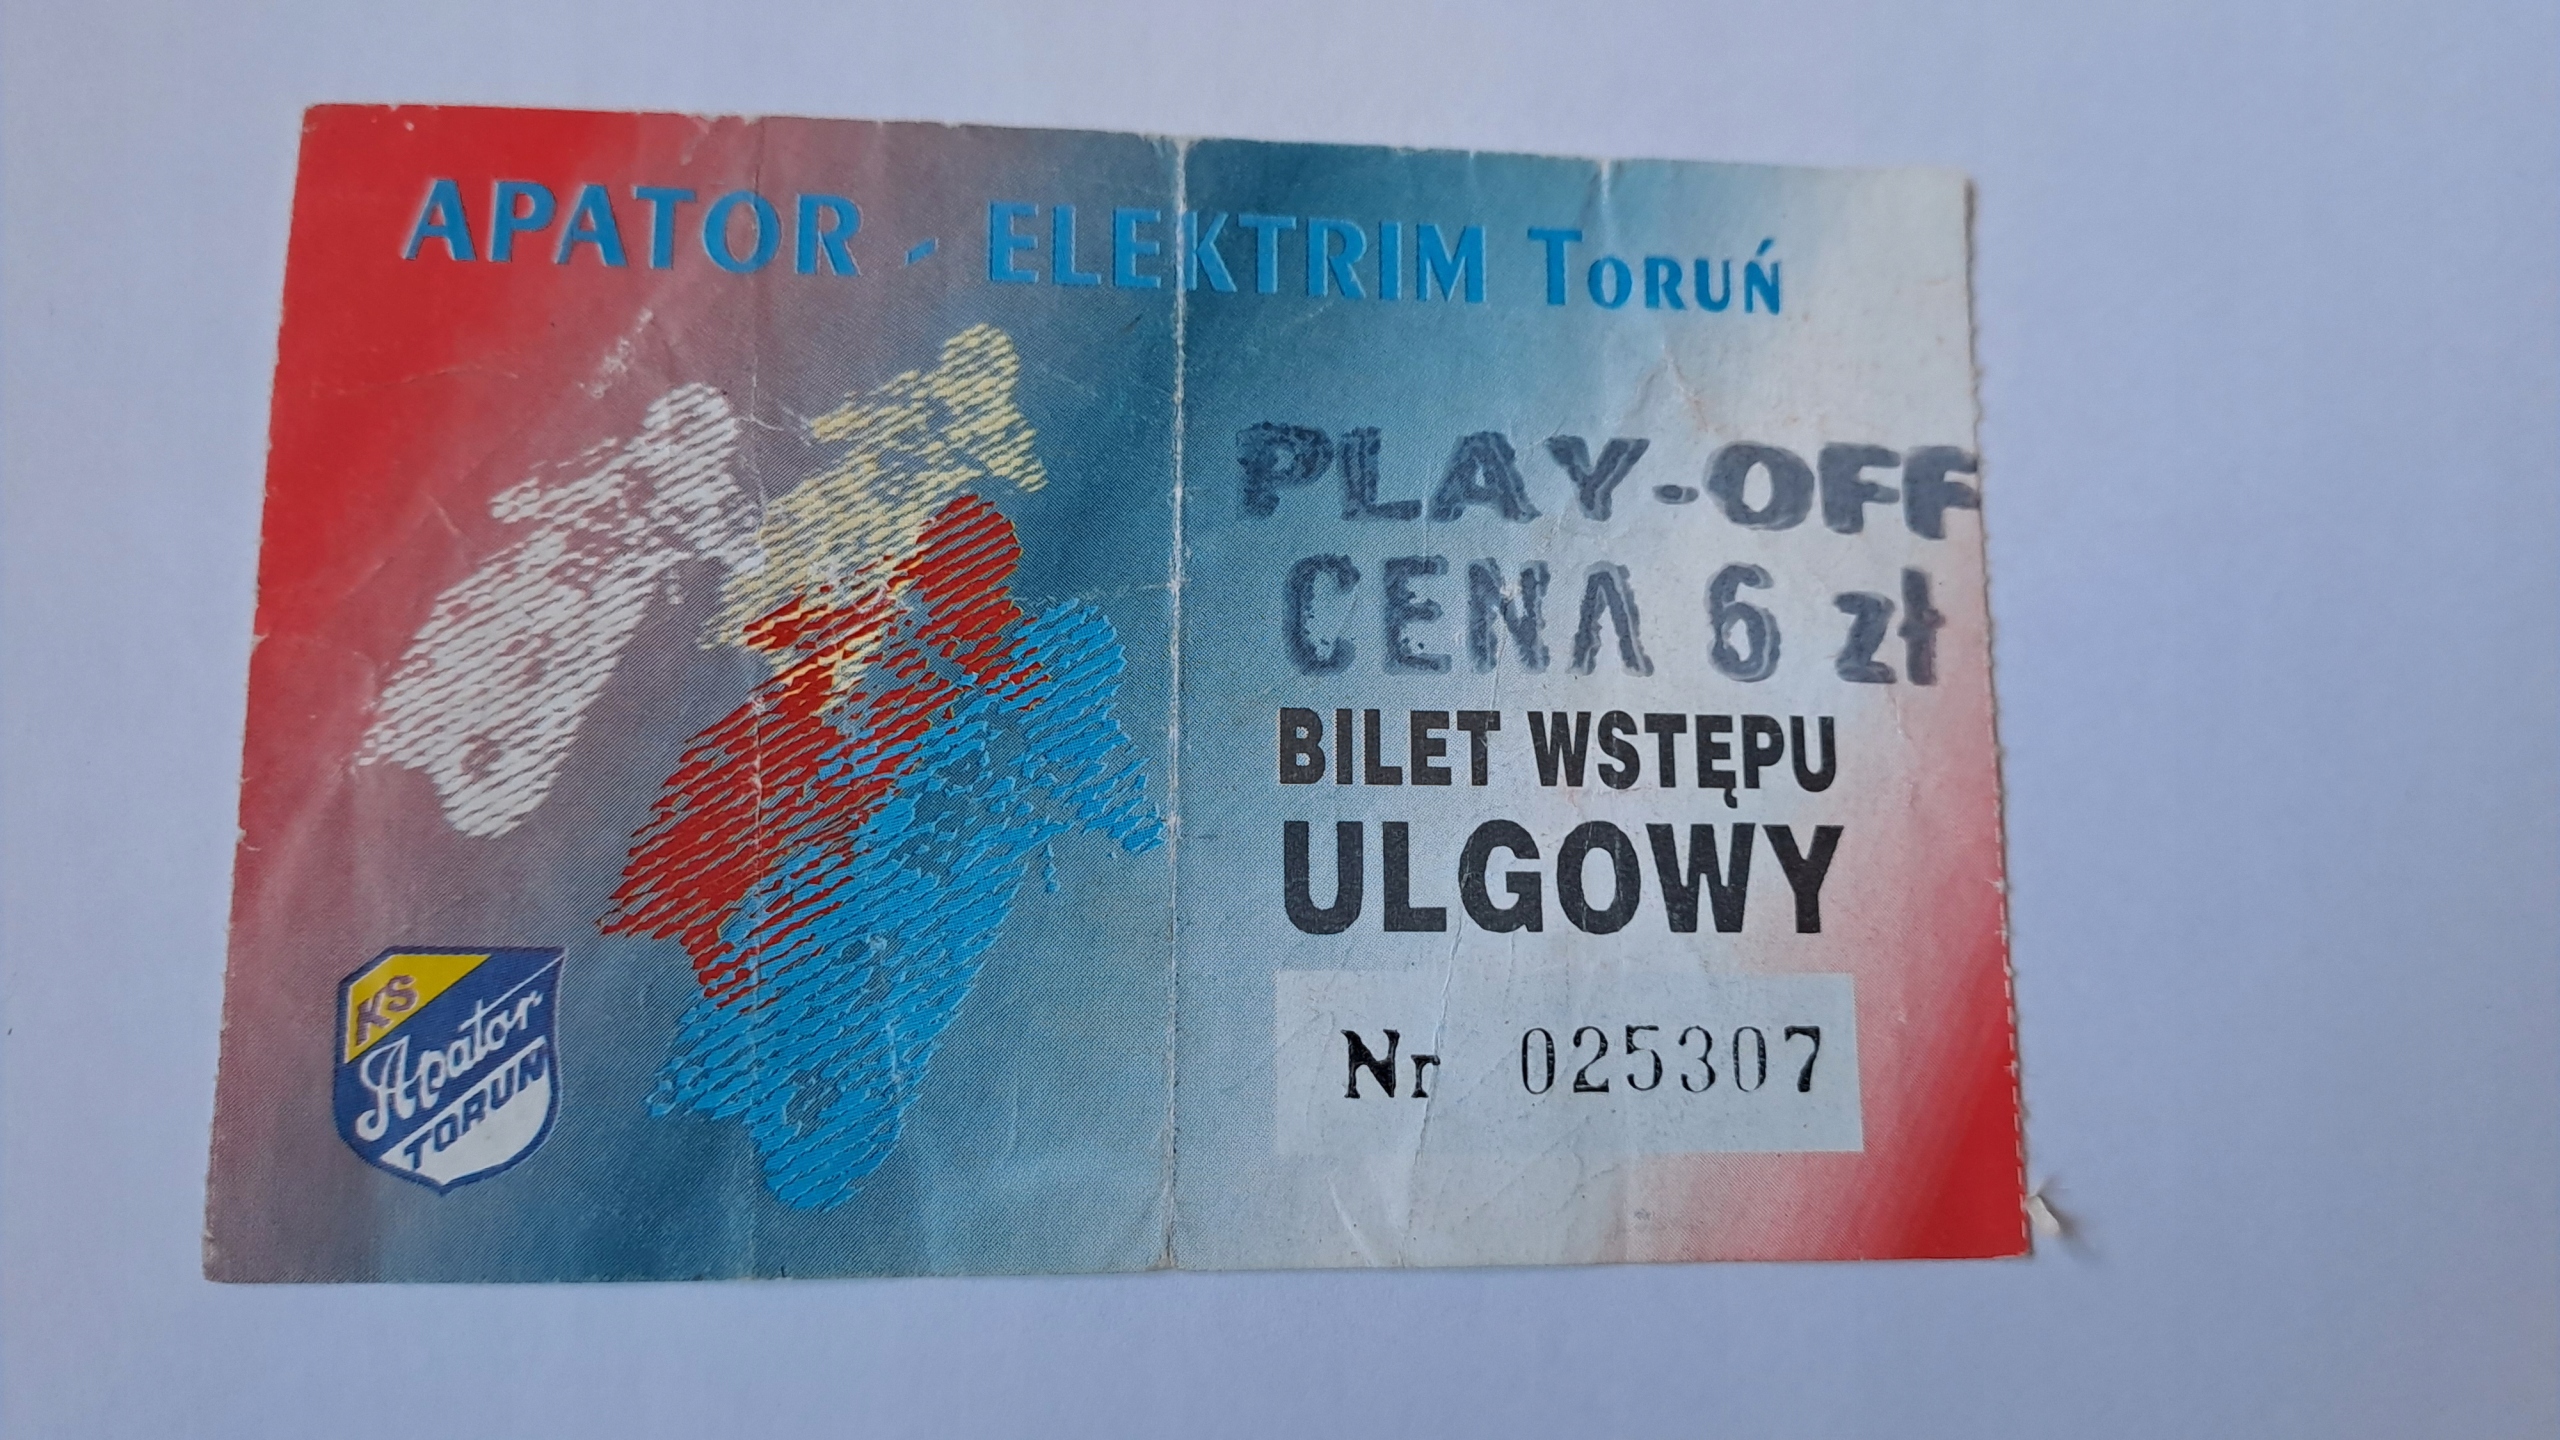 APATOR - ELEKTRIM TORUŃ
PLAY-OFF
CENA 6 zł
BILET WSTĘPU
ULGOWY
Nr 025307
KS
Apator
TORUŃ